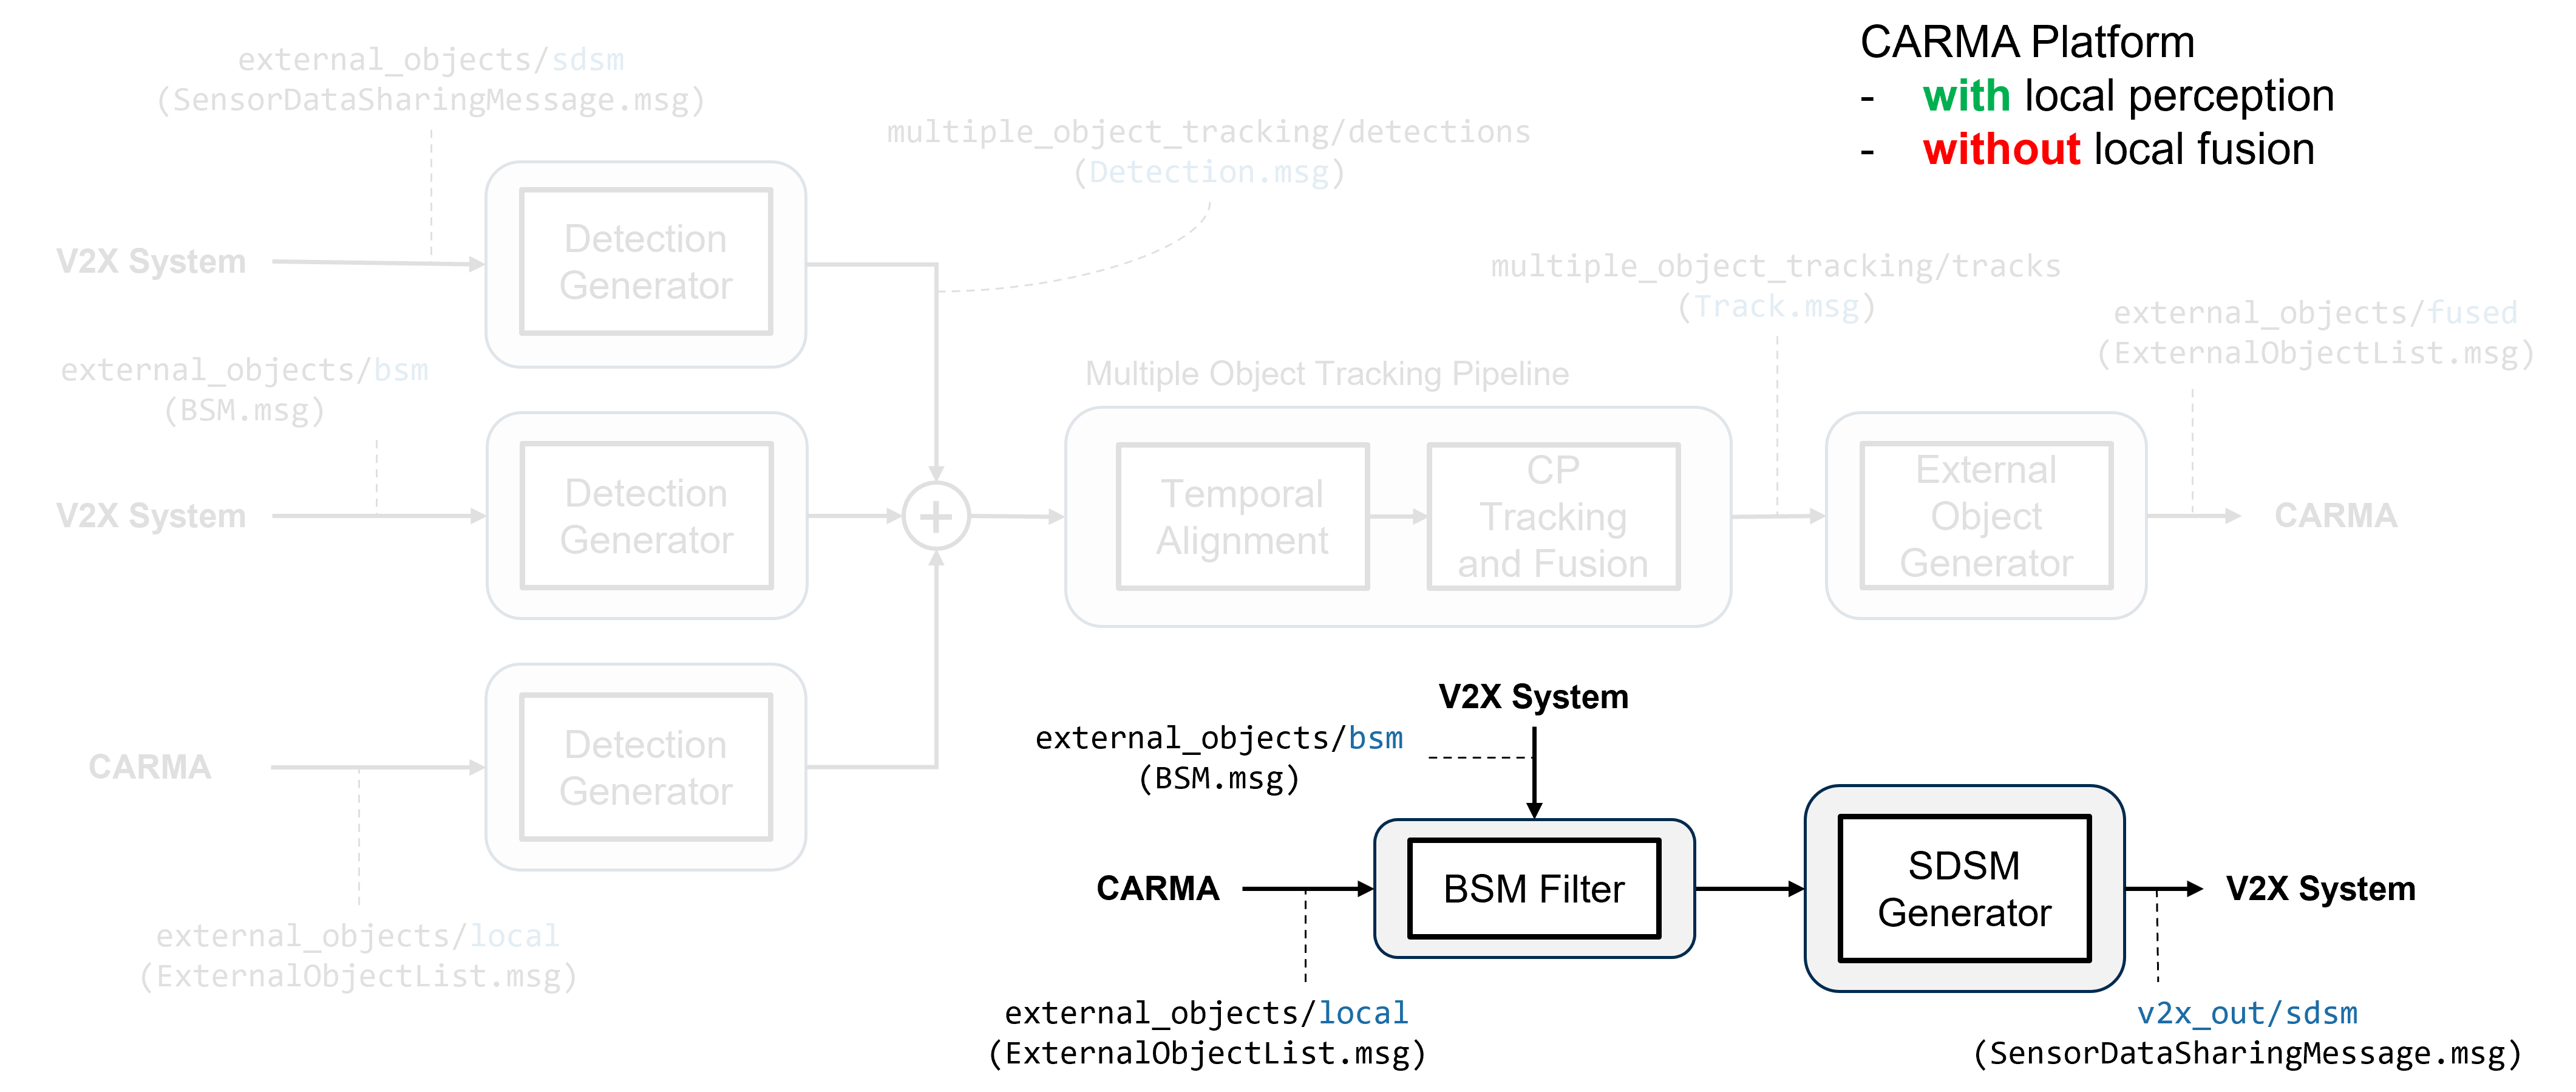 CARMA Platform
- with local perception
- without local fusion
external_objects/sdsm
(SensorDataSharingMessage.msg)
multiple_object_tracking/detections
(Detection.msg)
V2X System
Detection
Generator
multiple_object_tracking/tracks
(Track.msg)
external_objects/fused
(ExternalObjectList.msg)
external_objects/bsm
(BSM.msg)
Multiple Object Tracking Pipeline
V2X System
Detection
Generator
+
Temporal
Alignment
CP
Tracking
and Fusion
External
Object
Generator
CARMA
CARMA
Detection
Generator
external_objects/local
(ExternalObjectList.msg)
V2X System
external_objects/bsm
(BSM.msg)
CARMA
BSM Filter
SDSM
Generator
V2X System
external_objects/local
(ExternalObjectList.msg)
v2x_out/sdsm
(SensorDataSharingMessage.msg)